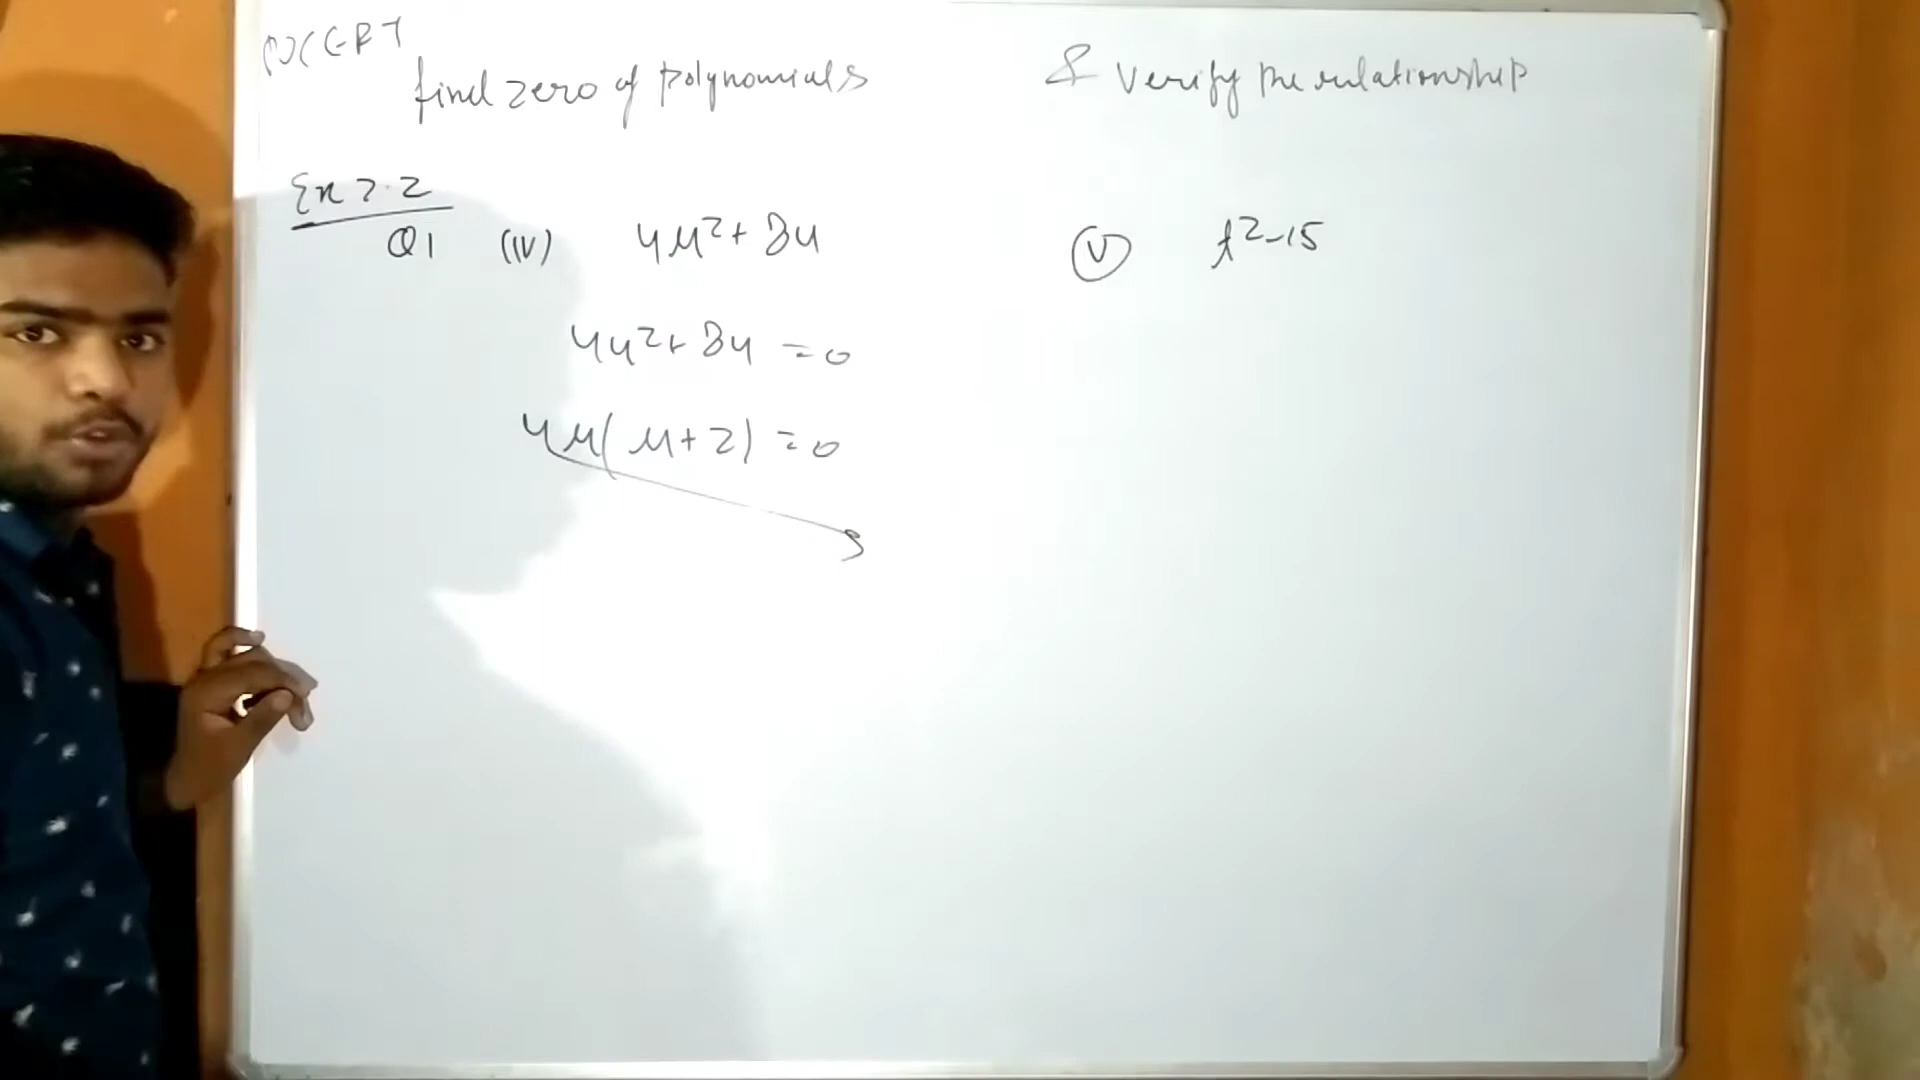 NCERT
find zero of polynomials & verify the relationship
Ex 2.2
Q1 (IV) 4u²+8u
4u²+8u =0
4u(u+2) =0
(V) t²-15